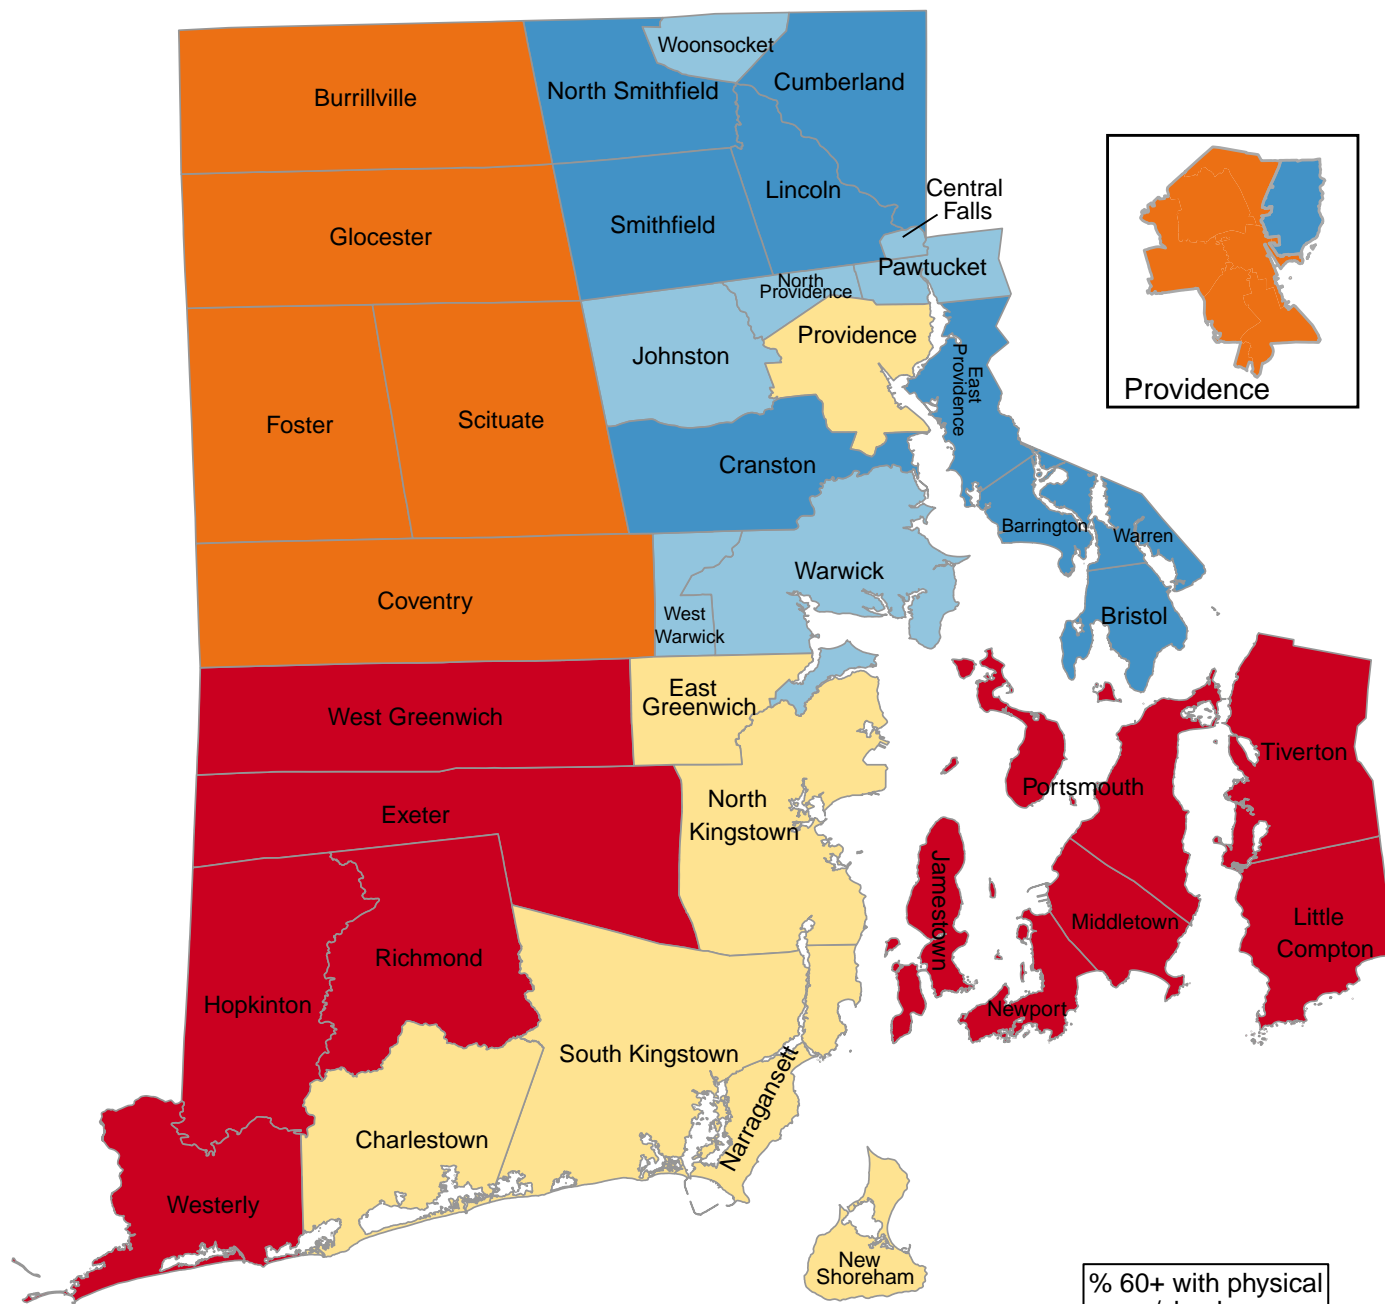 Woonsocket
Burrillville
North Smithfield
Cumberland
Glocester
Smithfield
Lincoln
Central
Falls
North
Providence
Pawtucket
Johnston
Providence
East
Providence
Providence
Foster
Scituate
Cranston
Barrington
Warren
Coventry
Warwick
West
Warwick
Bristol
West Greenwich
East
Greenwich
Tiverton
Exeter
North
Kingstown
Portsmouth
Jamestown
Middletown
Little
Compton
Richmond
Hopkinton
Newport
South Kingstown
Narragansett
Charlestown
Westerly
New
Shoreham
% 60+ with physical